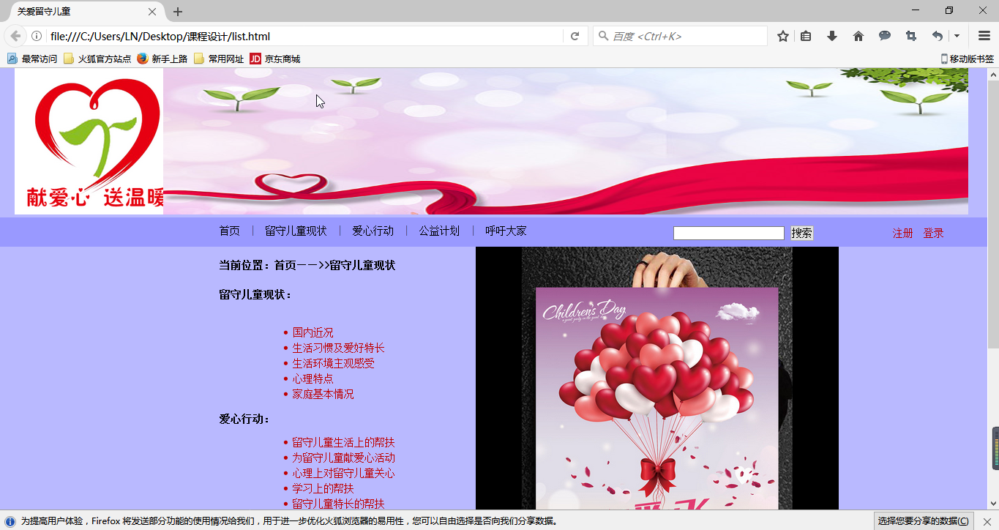 关爱留守儿童
file:///C:/Users/LN/Desktop/课程设计/list.html
百度 <Ctrl+K>
最常访问 火狐官方站点 新手上路 常用网址 JD 京东商城 移动版书签
献爱心 送温暖
首页 | 留守儿童现状 | 爱心行动 | 公益计划 | 呼吁大家 搜索 注册 登录
当前位置：首页——>>留守儿童现状
留守儿童现状：
• 国内近况
• 生活习惯及爱好特长
• 生活环境主观感受
• 心理特点
• 家庭基本情况
爱心行动：
• 留守儿童生活上的帮扶
• 为留守儿童献爱心活动
• 心理上对留守儿童关心
• 学习上的帮扶
• 留守儿童特长的帮扶
Children's Day
为提高用户体验，Firefox 将发送部分功能的使用情况给我们，用于进一步优化火狐浏览器的易用性，您可以自由选择是否向我们分享数据。 选择您要分享的数据(C)